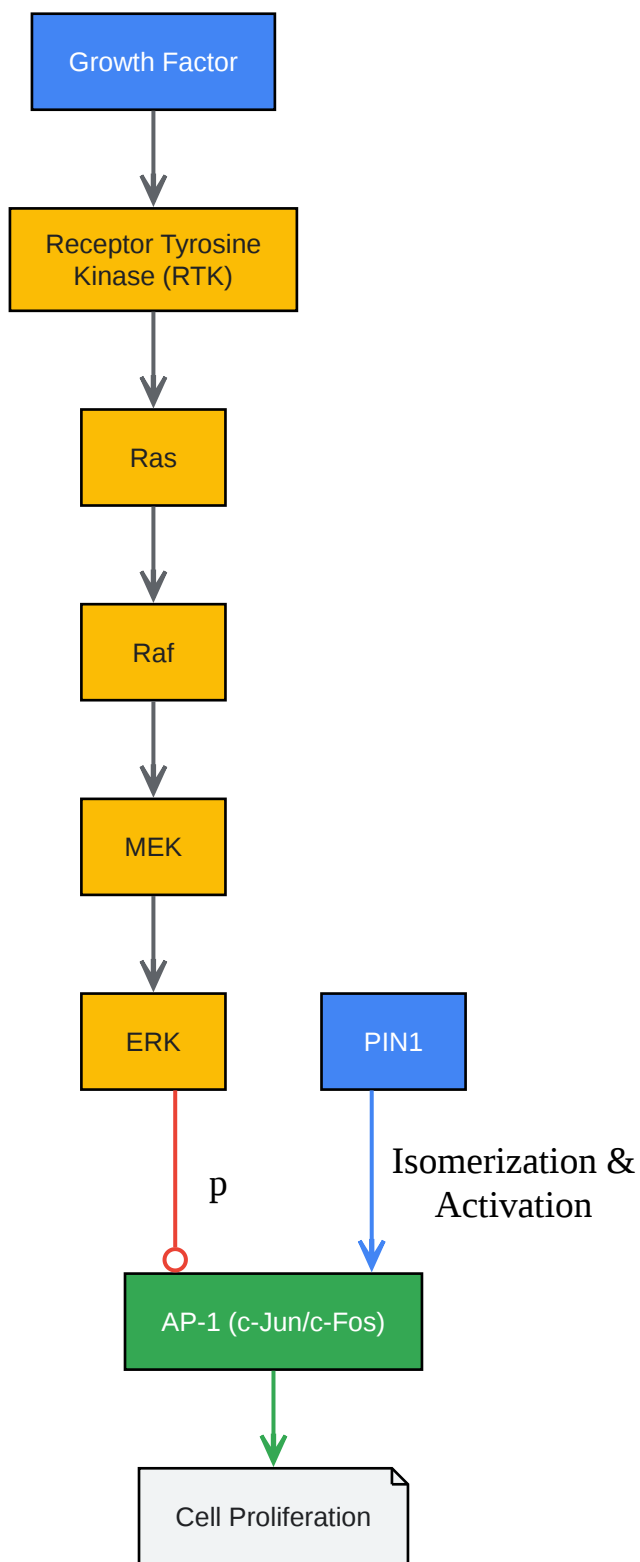 Growth Factor
Receptor Tyrosine
Kinase (RTK)
Ras
Raf
MEK
ERK
PIN1
p
Isomerization &
Activation
AP-1 (c-Jun/c-Fos)
Cell Proliferation